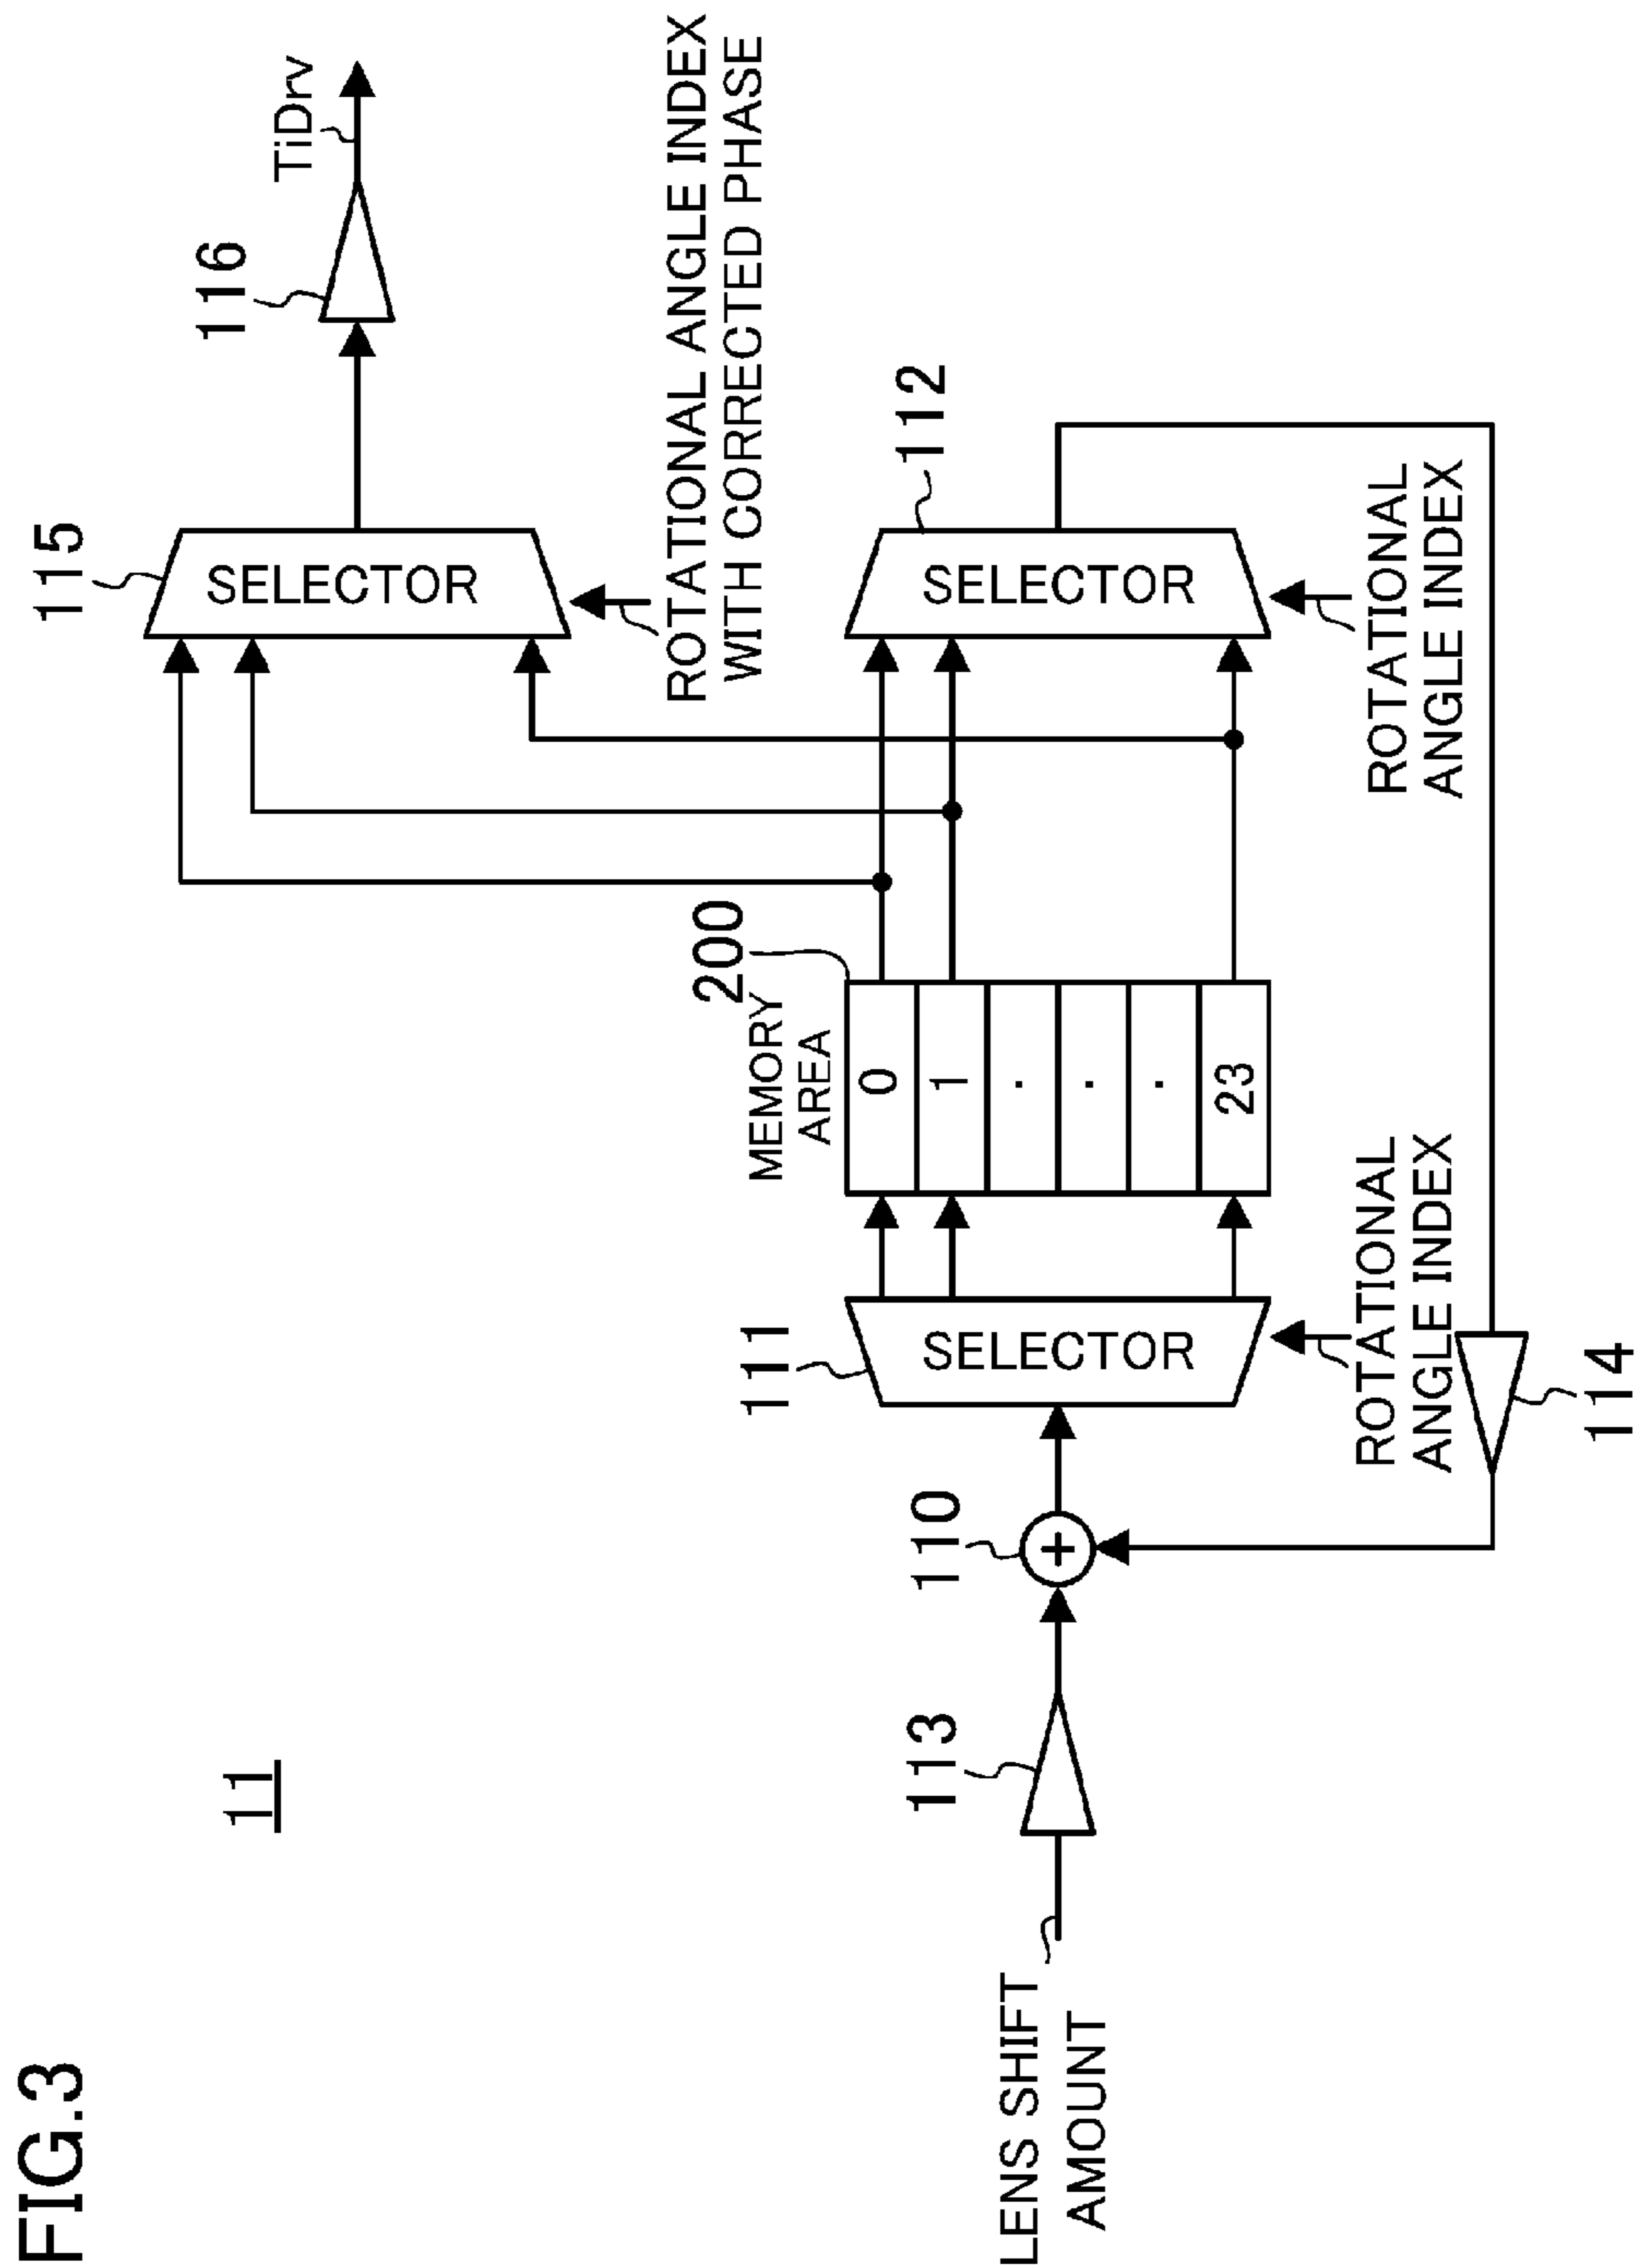 FIG.3
11
115
SELECTOR
116
TiDrv
ROTATIONAL ANGLE INDEX
WITH CORRECTED PHASE
LENS SHIFT
AMOUNT
113
110
+
111
SELECTOR
ROTATIONAL
ANGLE INDEX
MEMORY
AREA
200
0
1
.
.
.
23
112
SELECTOR
ROTATIONAL
ANGLE INDEX
114